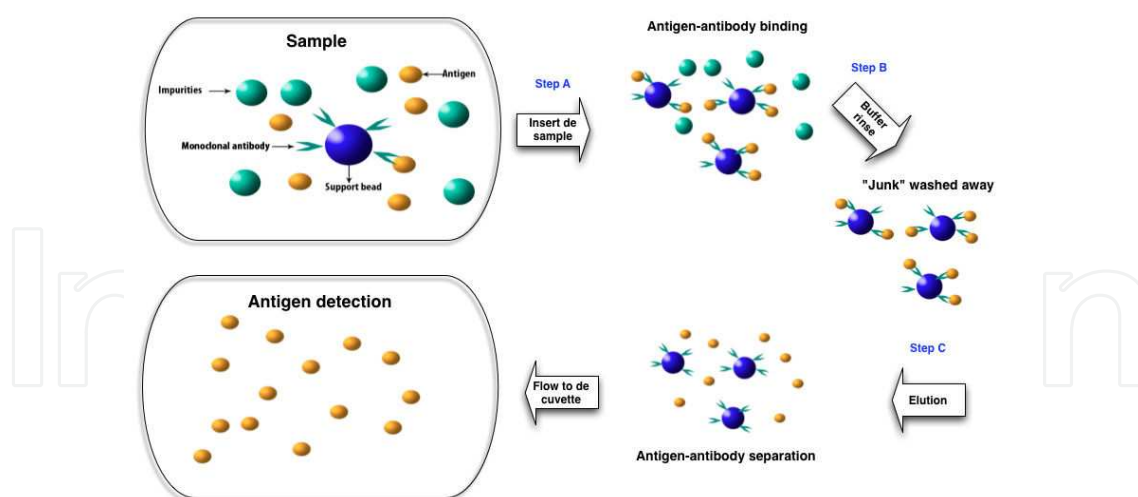 Sample
Impurities
Antigen
Monoclonal antibody
Support bead
Step A
Insert de
sample
Antigen-antibody binding
Step B
Buffer
rinse
"Junk" washed away
Step C
Elution
Antigen-antibody separation
Flow to de
cuvette
Antigen detection